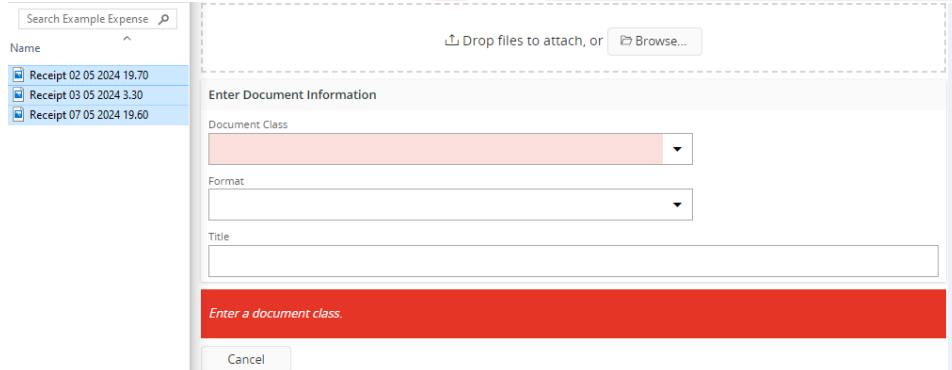 Search Example Expense
Name
Receipt 02 05 2024 19.70
Receipt 03 05 2024 3.30
Receipt 07 05 2024 19.60
Drop files to attach, or Browse...
Enter Document Information
Document Class
Format
Title
Enter a document class.
Cancel